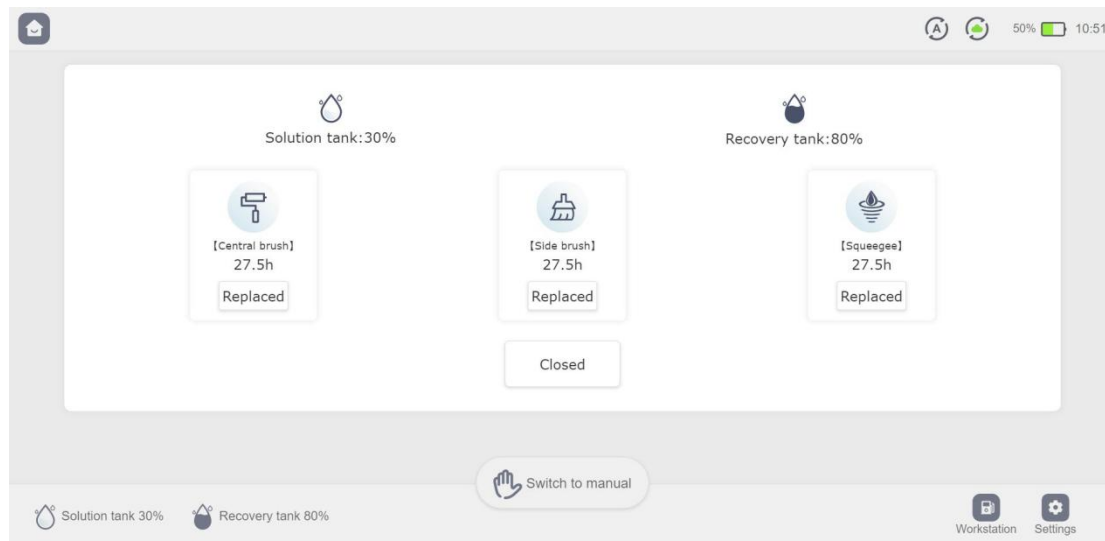 A
50%
10:51
Solution tank:30%
Recovery tank:80%
【Central brush】
27.5h
Replaced
【Side brush】
27.5h
Replaced
【Squeegee】
27.5h
Replaced
Closed
Switch to manual
Solution tank 30%
Recovery tank 80%
Workstation
Settings